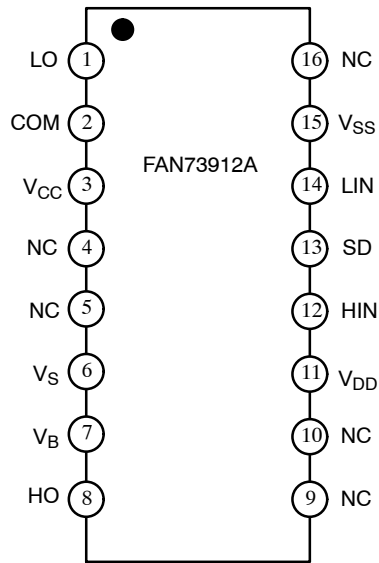 LO 1 16 NC
COM 2 15 VSS
FAN73912A
VCC 3 14 LIN
NC 4 13 SD
NC 5 12 HIN
VS 6 11 VDD
VB 7 10 NC
HO 8 9 NC